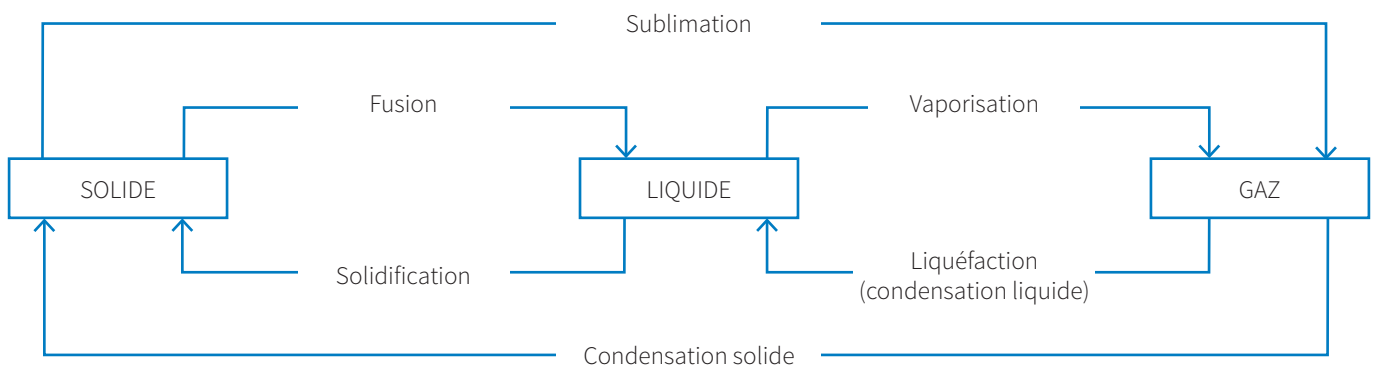 Sublimation
Fusion
Vaporisation
SOLIDE
LIQUIDE
GAZ
Solidification
Liquéfaction
(condensation liquide)
Condensation solide